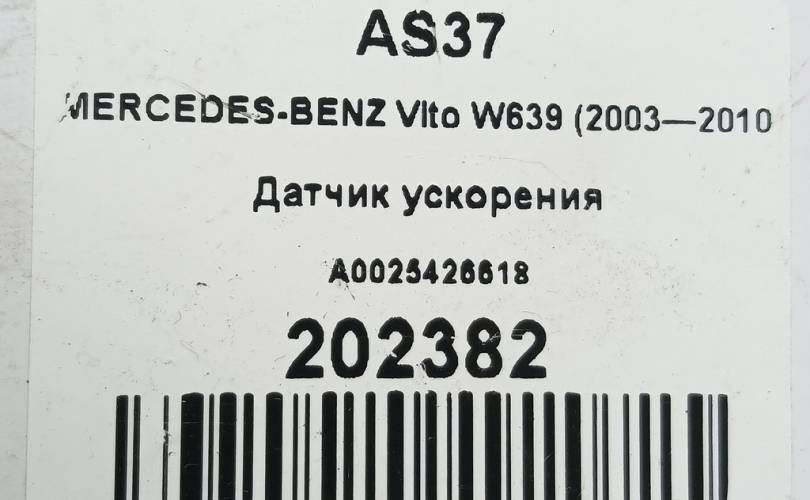 AS37
MERCEDES-BENZ Vito W639 (2003—2010
Датчик ускорения
A0025426618
202382